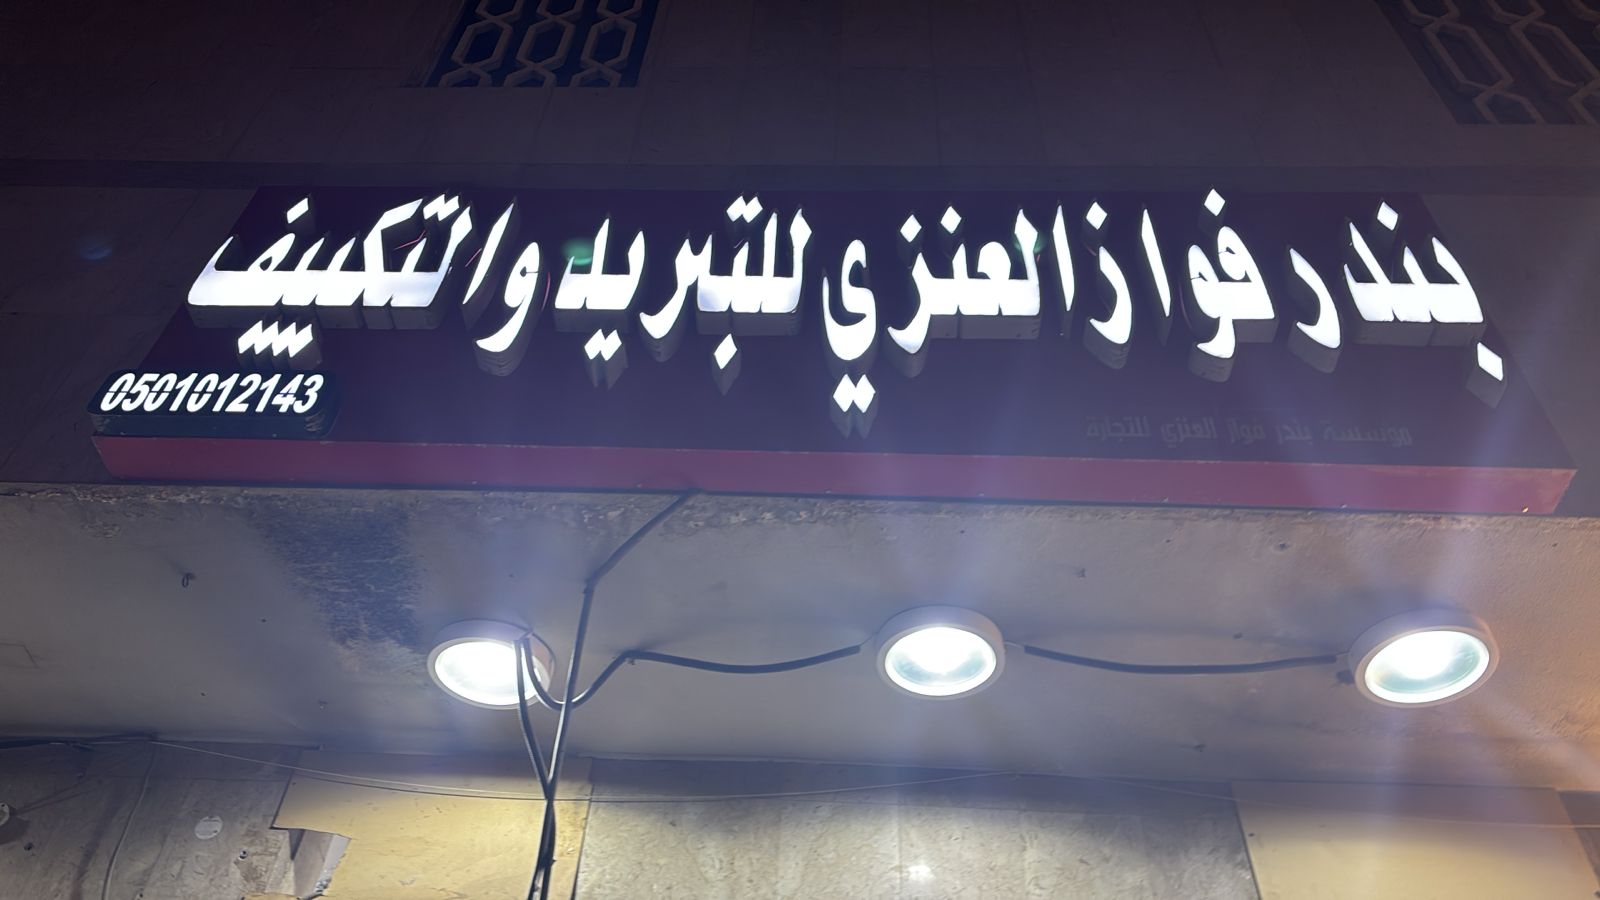 بندر فواز العنزي للتبريد والتكييف
0501012143
مؤسسة بندر فواز العنزي للتجارة